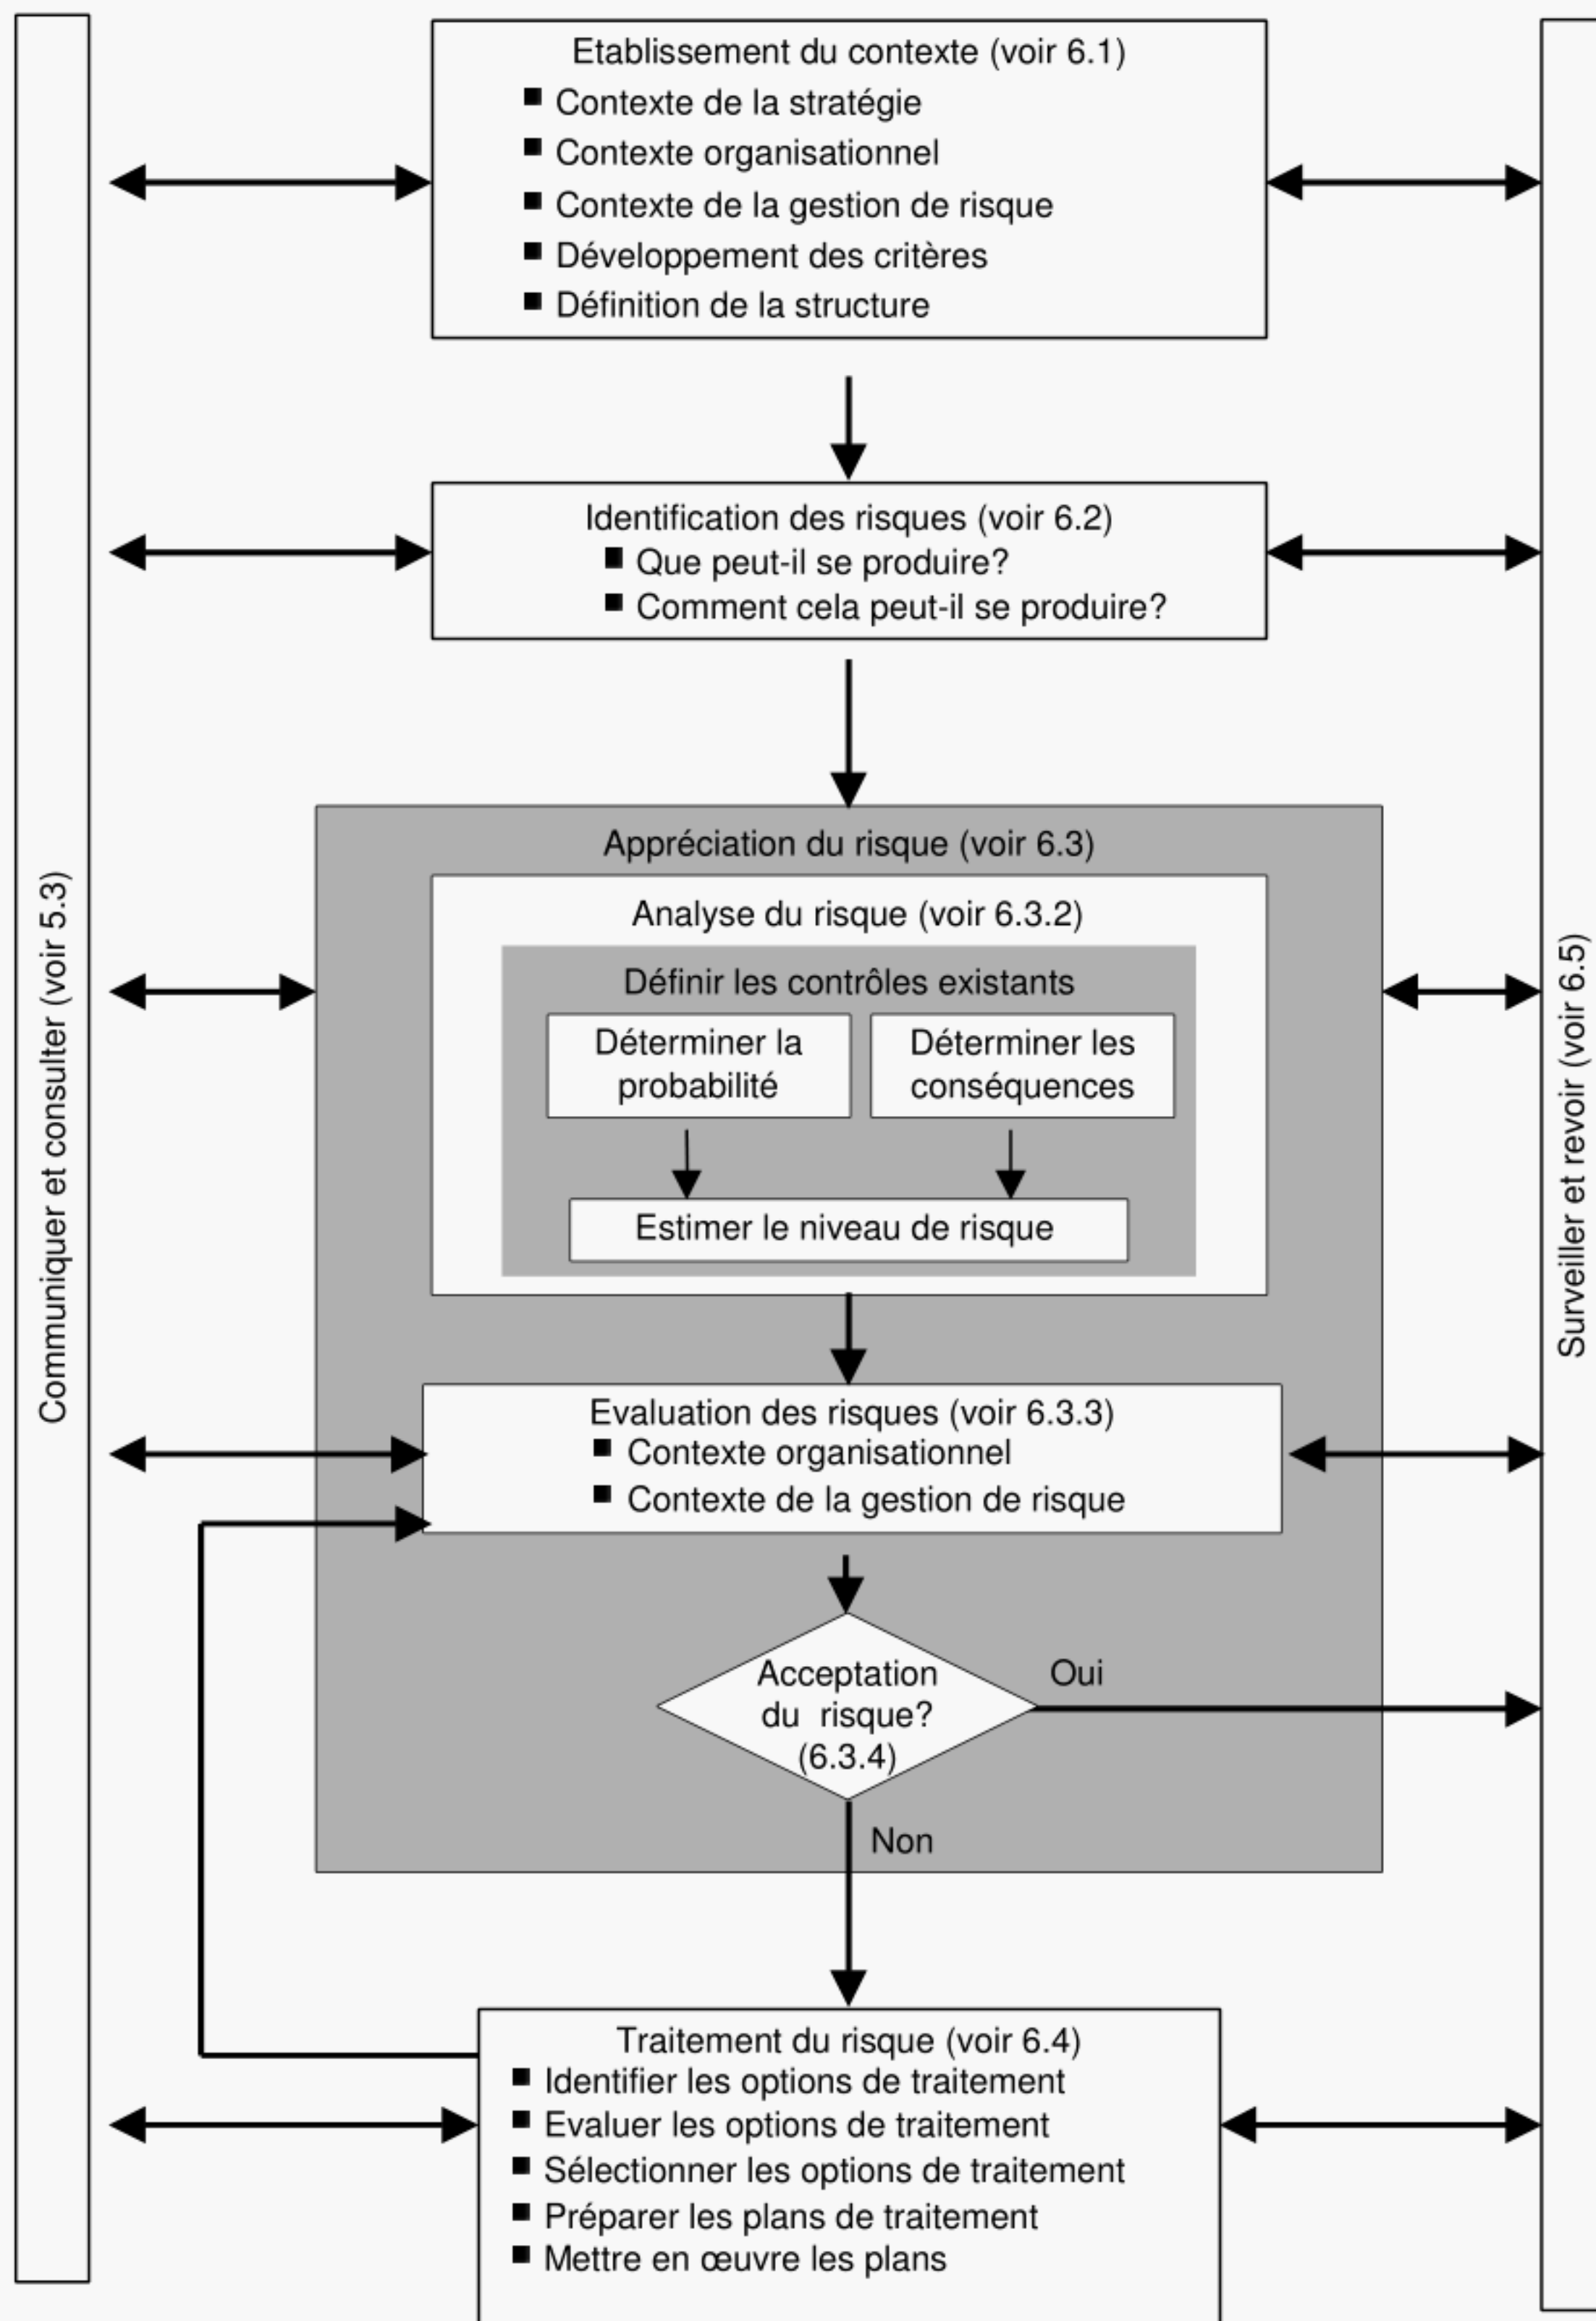 Etablissement du contexte (voir 6.1)
■ Contexte de la stratégie
■ Contexte organisationnel
■ Contexte de la gestion de risque
■ Développement des critères
■ Définition de la structure
Identification des risques (voir 6.2)
■ Que peut-il se produire?
■ Comment cela peut-il se produire?
Appréciation du risque (voir 6.3)
Analyse du risque (voir 6.3.2)
Définir les contrôles existants
Déterminer la
probabilité
Déterminer les
conséquences
Estimer le niveau de risque
Evaluation des risques (voir 6.3.3)
■ Contexte organisationnel
■ Contexte de la gestion de risque
Acceptation
du risque?
(6.3.4)
Oui
Non
Traitement du risque (voir 6.4)
■ Identifier les options de traitement
■ Evaluer les options de traitement
■ Sélectionner les options de traitement
■ Préparer les plans de traitement
■ Mettre en œuvre les plans
Communiquer et consulter (voir 5.3)
Surveiller et revoir (voir 6.5)